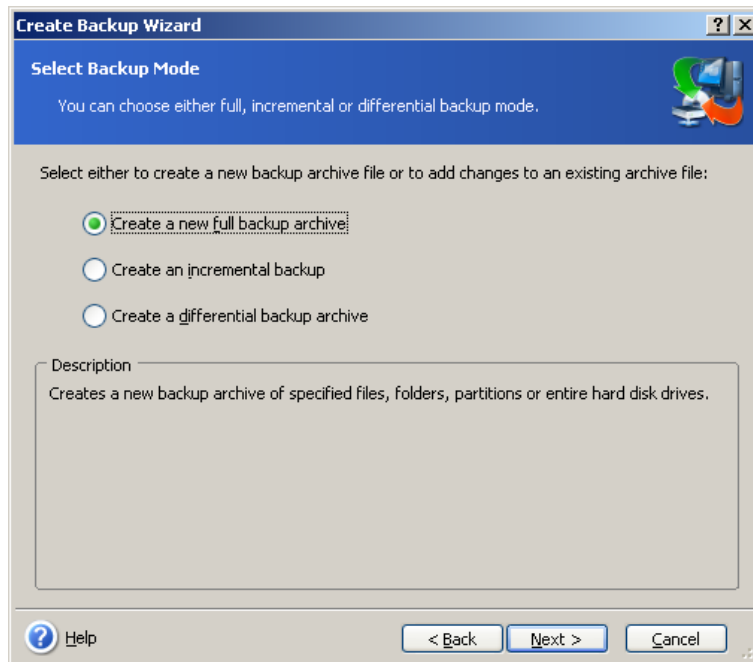 Create Backup Wizard
Select Backup Mode
You can choose either full, incremental or differential backup mode.
Select either to create a new backup archive file or to add changes to an existing archive file:
Create a new full backup archive
Create an incremental backup
Create a differential backup archive
Description
Creates a new backup archive of specified files, folders, partitions or entire hard disk drives.
Help
< Back
Next >
Cancel